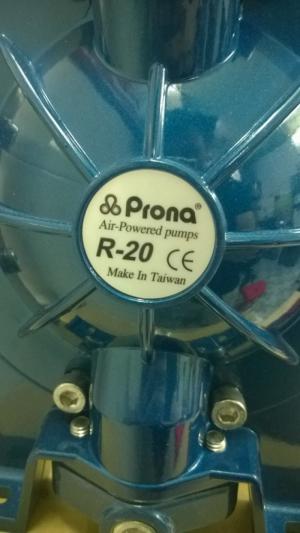 Prona®
Air-Powered pumps
R-20 CE
Make In Taiwan